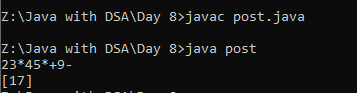 Z:\Java with DSA\Day 8>javac post.java
Z:\Java with DSA\Day 8>java post
23*45*+9-
[17]